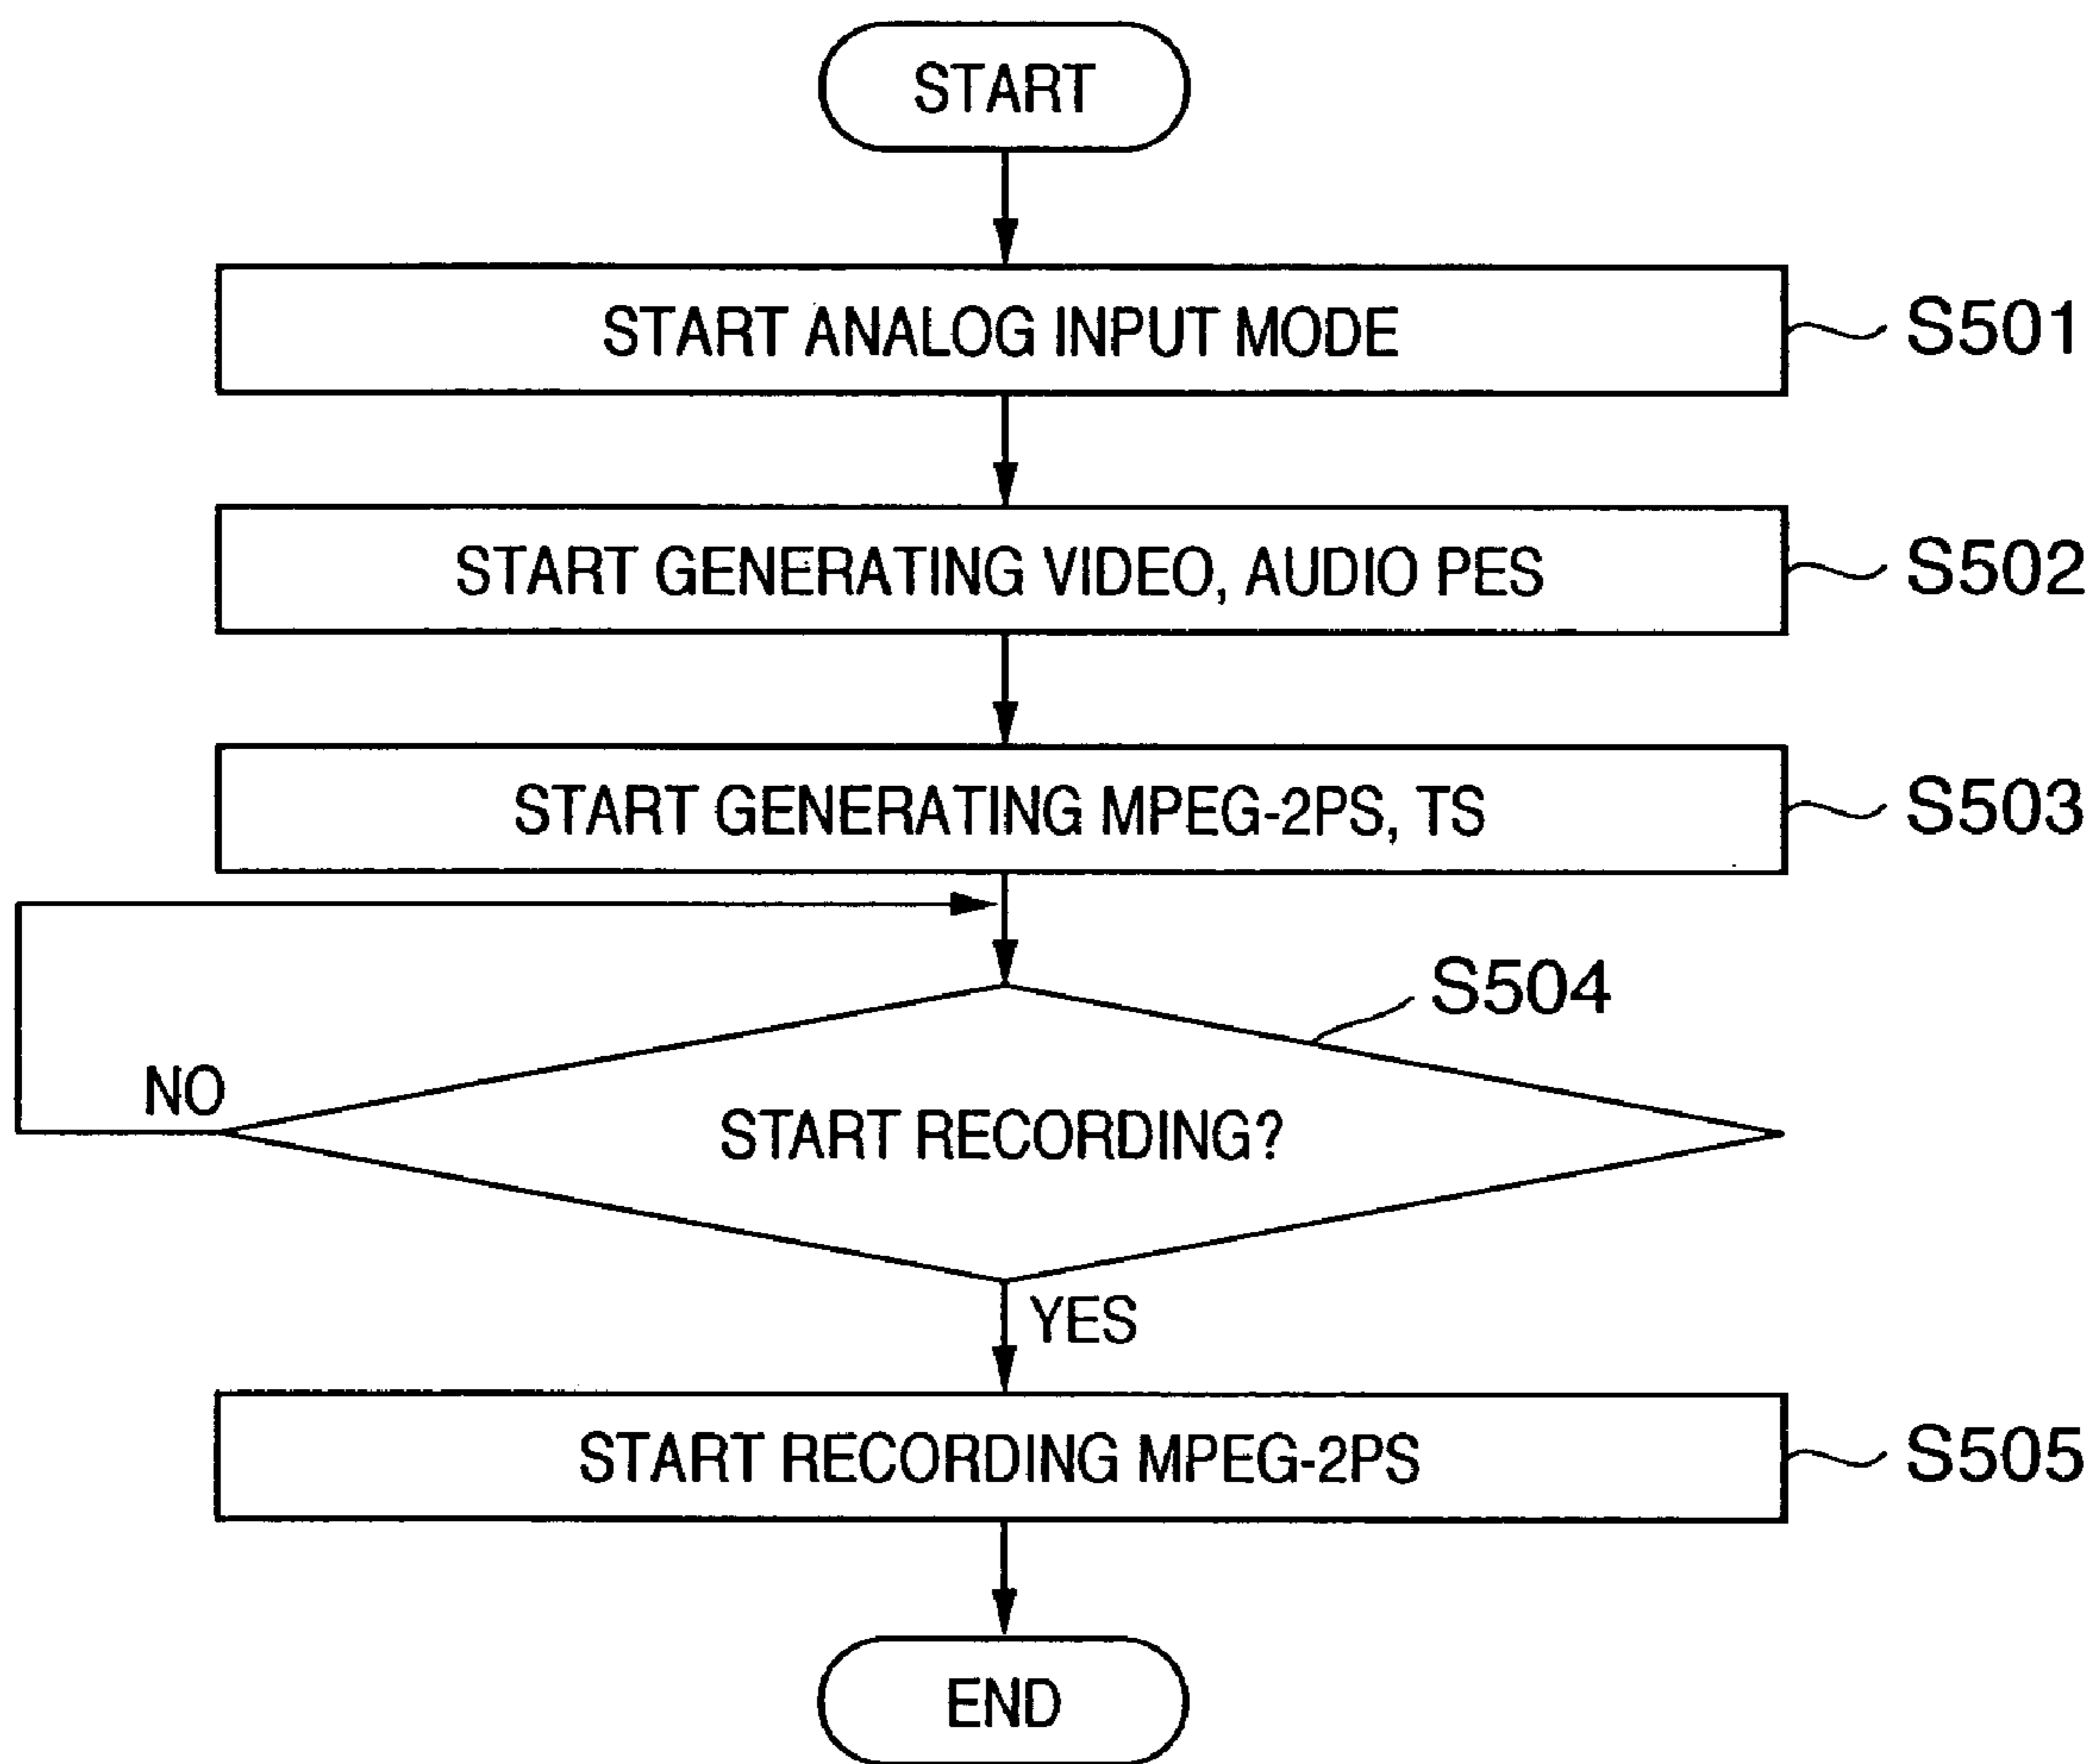 START
START ANALOG INPUT MODE
S501
START GENERATING VIDEO, AUDIO PES
S502
START GENERATING MPEG-2PS, TS
S503
S504
NO
START RECORDING?
YES
START RECORDING MPEG-2PS
S505
END